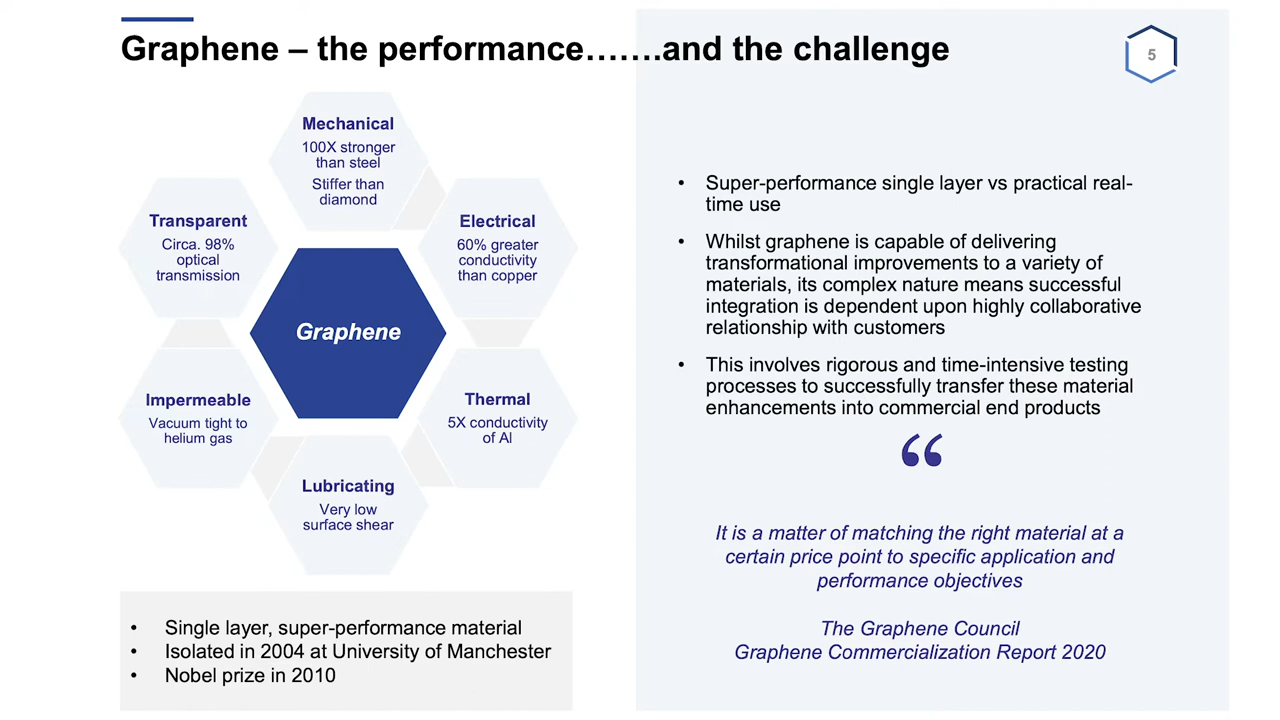 Graphene – the performance…….and the challenge
5
Mechanical
100X stronger
than steel
Stiffer than
diamond
Transparent
Circa. 98%
optical
transmission
Electrical
60% greater
conductivity
than copper
Graphene
Impermeable
Vacuum tight to
helium gas
Thermal
5X conductivity
of Al
Lubricating
Very low
surface shear
• Single layer, super-performance material
• Isolated in 2004 at University of Manchester
• Nobel prize in 2010
• Super-performance single layer vs practical real-
time use
• Whilst graphene is capable of delivering
transformational improvements to a variety of
materials, its complex nature means successful
integration is dependent upon highly collaborative
relationship with customers
• This involves rigorous and time-intensive testing
processes to successfully transfer these material
enhancements into commercial end products
“
It is a matter of matching the right material at a
certain price point to specific application and
performance objectives
The Graphene Council
Graphene Commercialization Report 2020